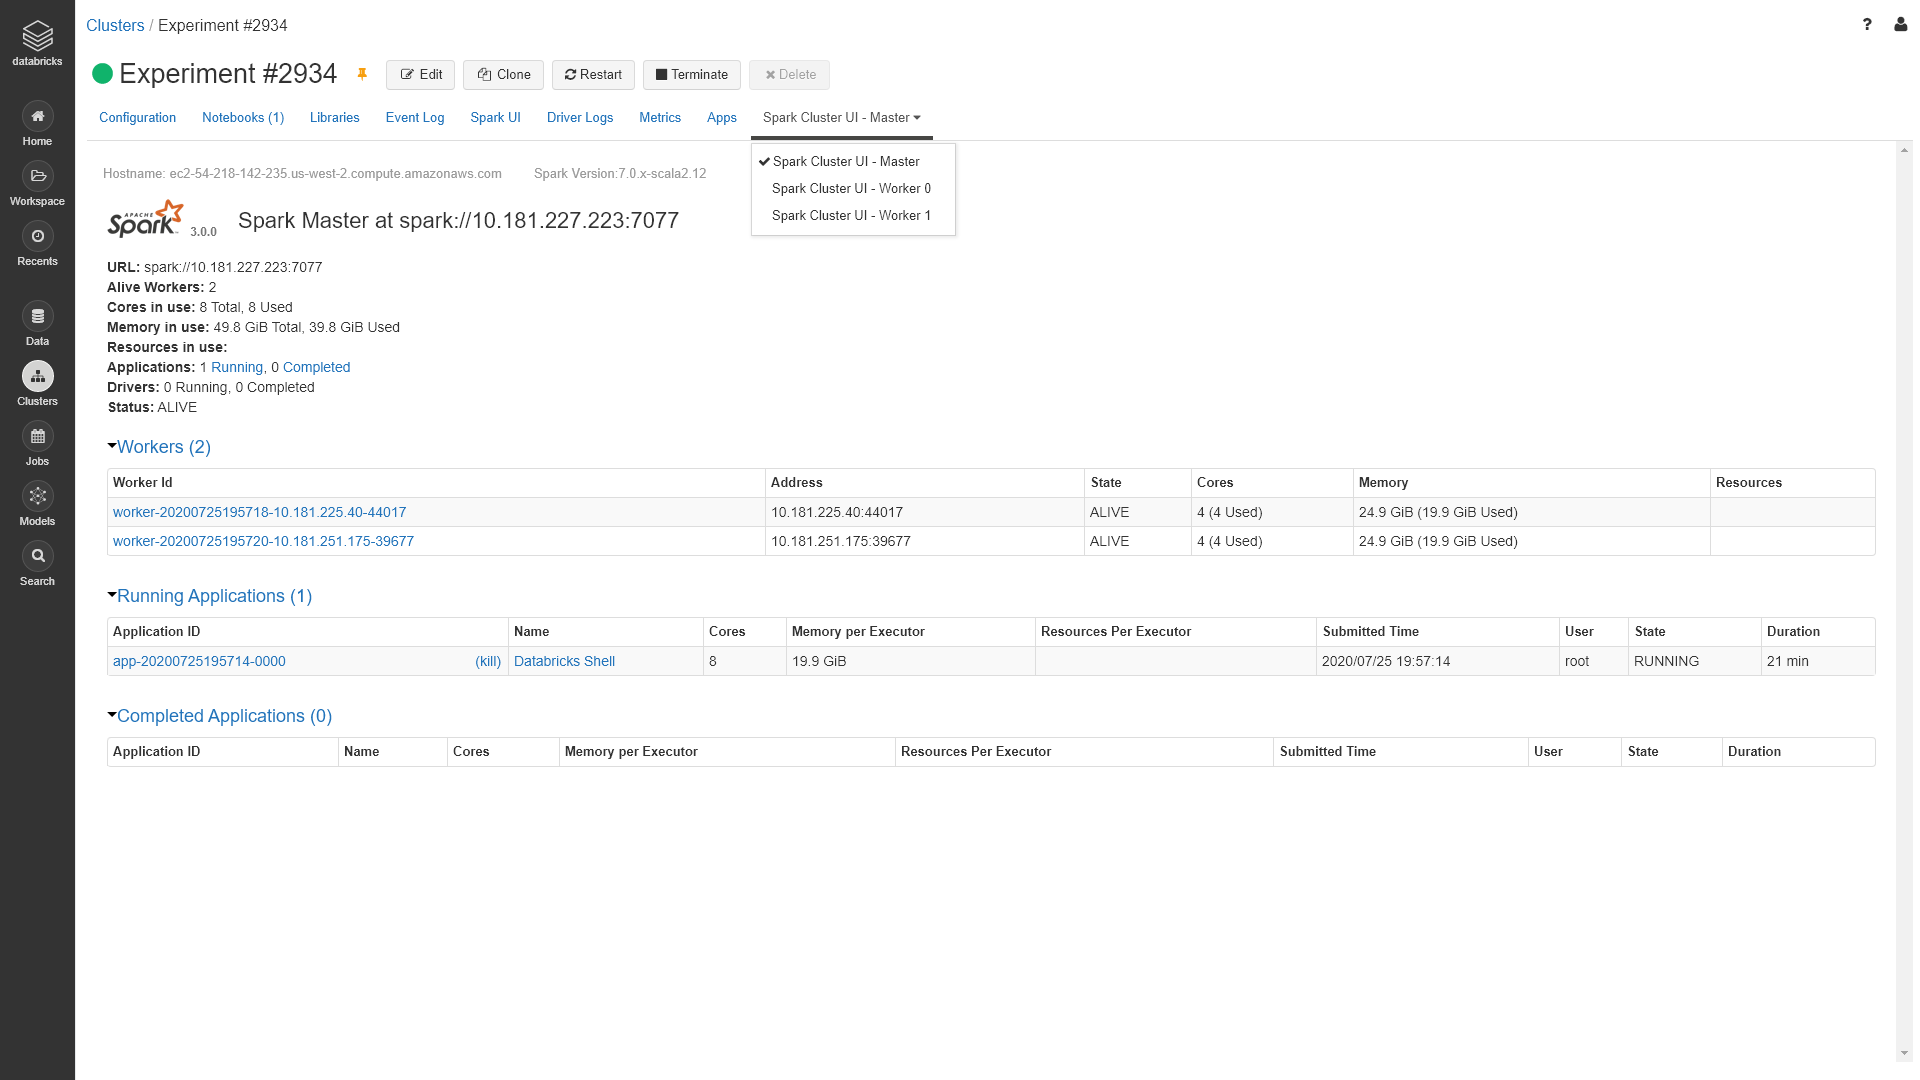 databricks
Home
Workspace
Recents
Data
Clusters
Jobs
Models
Search
Clusters / Experiment #2934
?
Experiment #2934 Edit Clone Restart Terminate Delete
Configuration Notebooks (1) Libraries Event Log Spark UI Driver Logs Metrics Apps Spark Cluster UI - Master
Spark Cluster UI - Master
Spark Cluster UI - Worker 0
Spark Cluster UI - Worker 1
Hostname: ec2-54-218-142-235.us-west-2.compute.amazonaws.com Spark Version:7.0.x-scala2.12
APACHE
Spark™ 3.0.0 Spark Master at spark://10.181.227.223:7077
URL: spark://10.181.227.223:7077
Alive Workers: 2
Cores in use: 8 Total, 8 Used
Memory in use: 49.8 GiB Total, 39.8 GiB Used
Resources in use:
Applications: 1 Running, 0 Completed
Drivers: 0 Running, 0 Completed
Status: ALIVE
Workers (2)
Worker Id Address State Cores Memory Resources
worker-20200725195718-10.181.225.40-44017 10.181.225.40:44017 ALIVE 4 (4 Used) 24.9 GiB (19.9 GiB Used)
worker-20200725195720-10.181.251.175-39677 10.181.251.175:39677 ALIVE 4 (4 Used) 24.9 GiB (19.9 GiB Used)
Running Applications (1)
Application ID Name Cores Memory per Executor Resources Per Executor Submitted Time User State Duration
app-20200725195714-0000 (kill) Databricks Shell 8 19.9 GiB 2020/07/25 19:57:14 root RUNNING 21 min
Completed Applications (0)
Application ID Name Cores Memory per Executor Resources Per Executor Submitted Time User State Duration